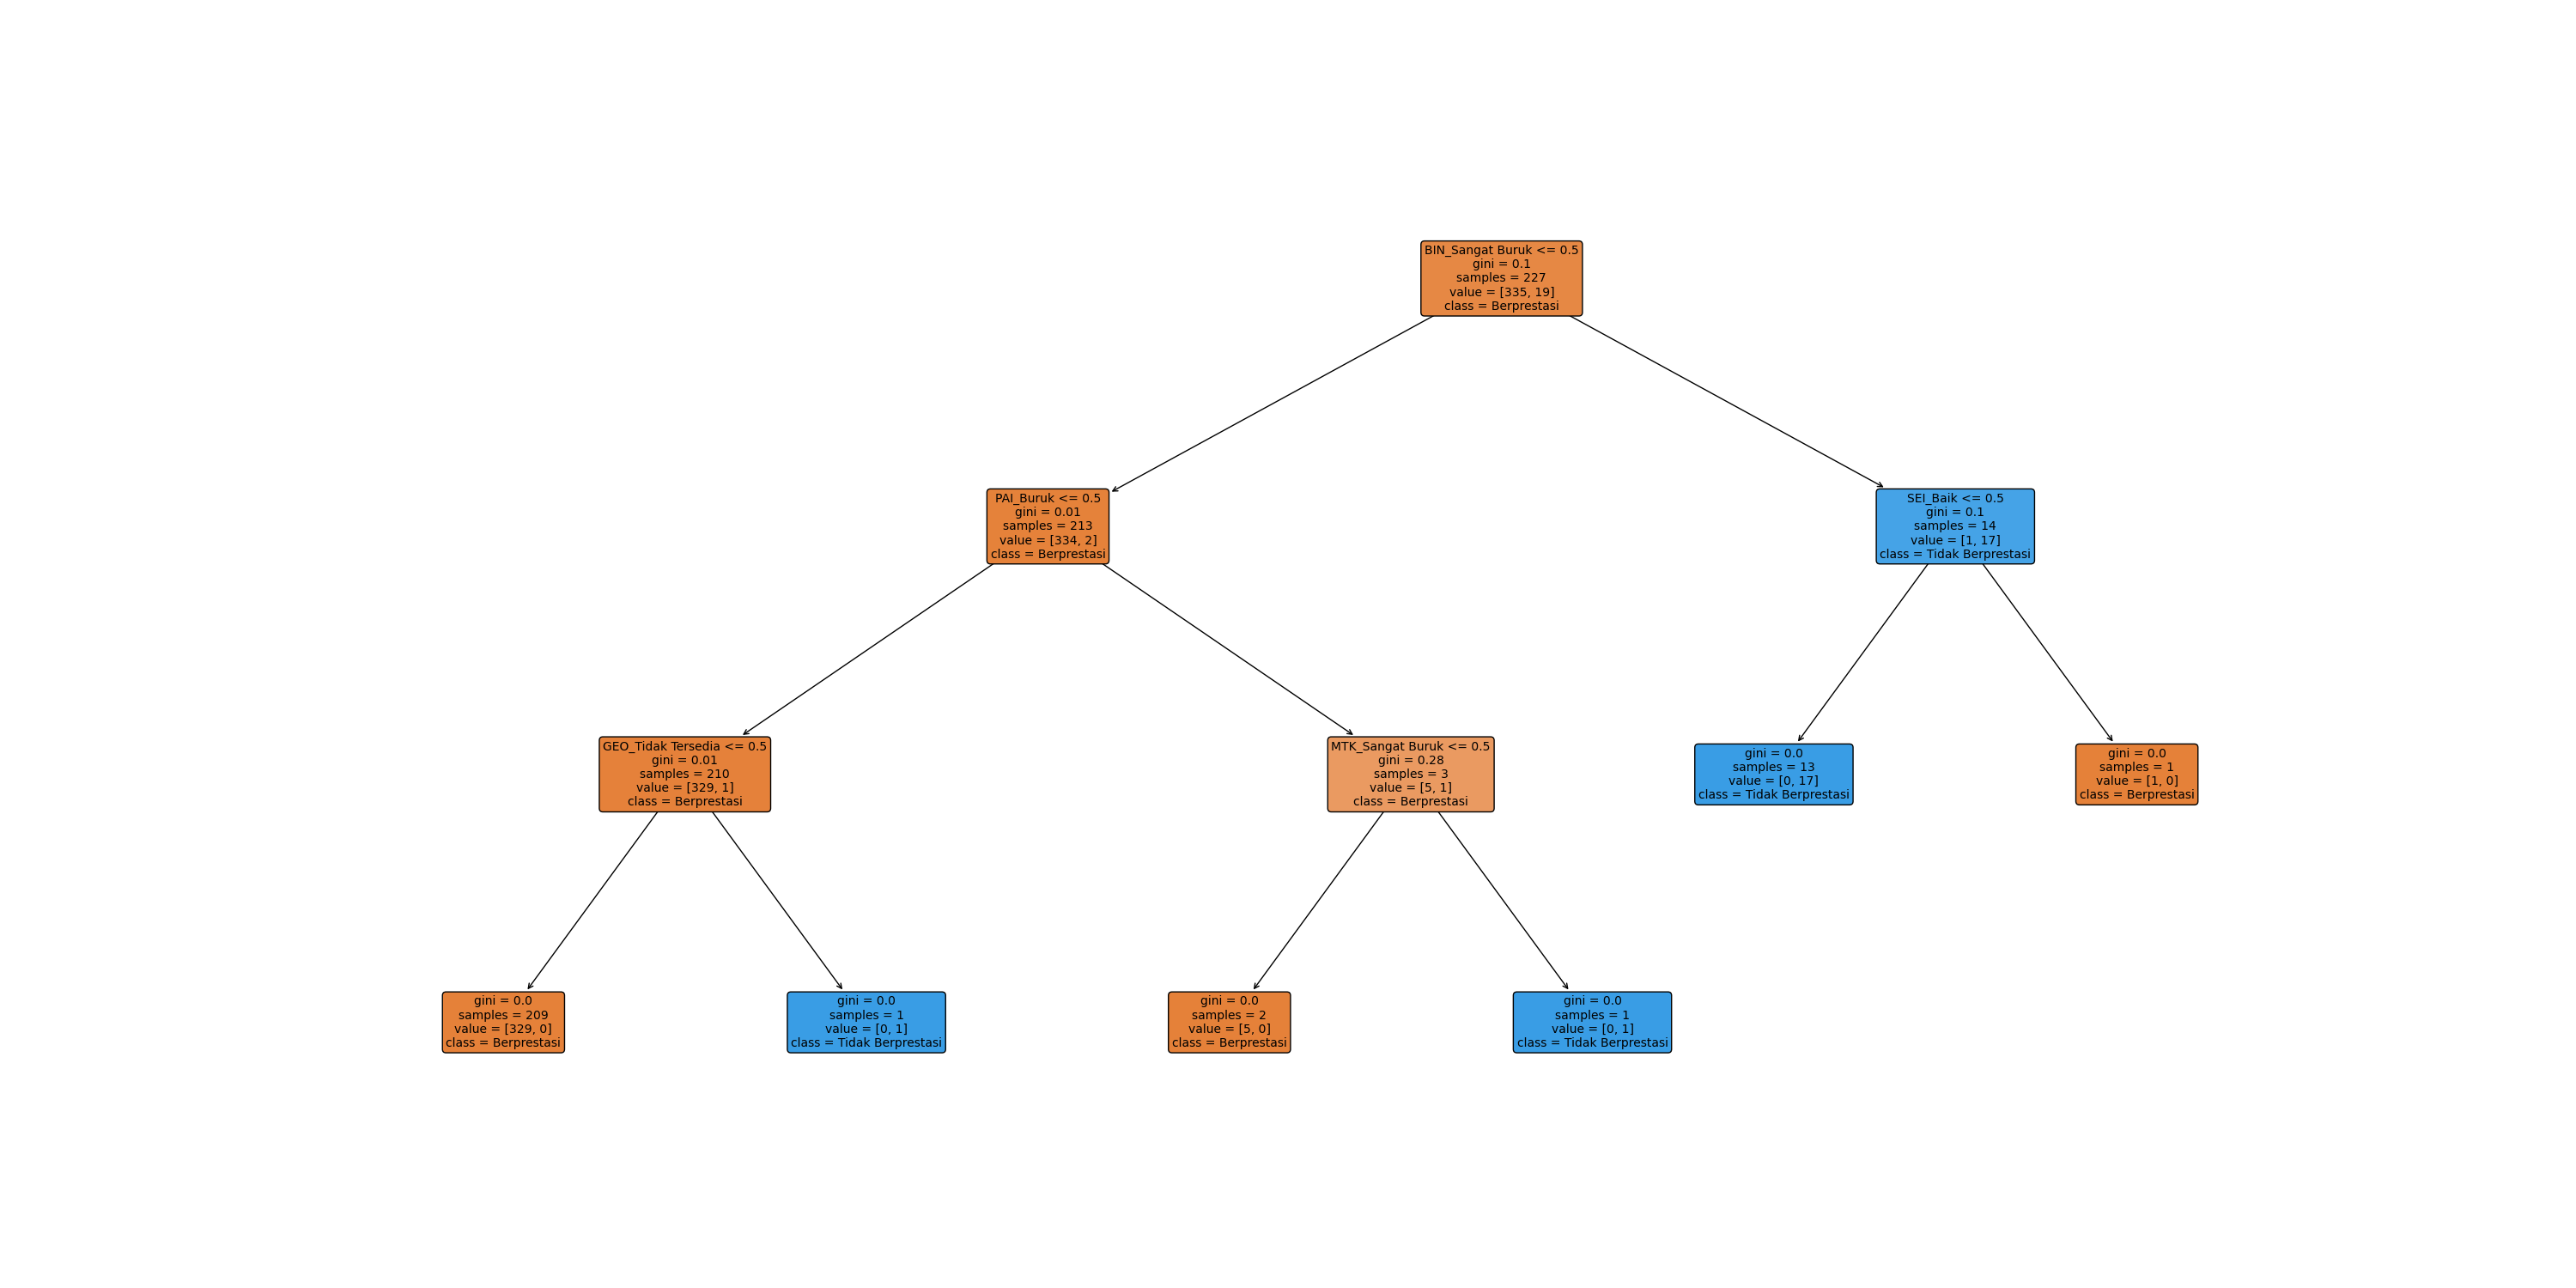 BIN_Sangat Buruk <= 0.5
gini = 0.1
samples = 227
value = [335, 19]
class = Berprestasi
PAI_Buruk <= 0.5
gini = 0.01
samples = 213
value = [334, 2]
class = Berprestasi
SEI_Baik <= 0.5
gini = 0.1
samples = 14
value = [1, 17]
class = Tidak Berprestasi
GEO_Tidak Tersedia <= 0.5
gini = 0.01
samples = 210
value = [329, 1]
class = Berprestasi
MTK_Sangat Buruk <= 0.5
gini = 0.28
samples = 3
value = [5, 1]
class = Berprestasi
gini = 0.0
samples = 13
value = [0, 17]
class = Tidak Berprestasi
gini = 0.0
samples = 1
value = [1, 0]
class = Berprestasi
gini = 0.0
samples = 209
value = [329, 0]
class = Berprestasi
gini = 0.0
samples = 1
value = [0, 1]
class = Tidak Berprestasi
gini = 0.0
samples = 2
value = [5, 0]
class = Berprestasi
gini = 0.0
samples = 1
value = [0, 1]
class = Tidak Berprestasi